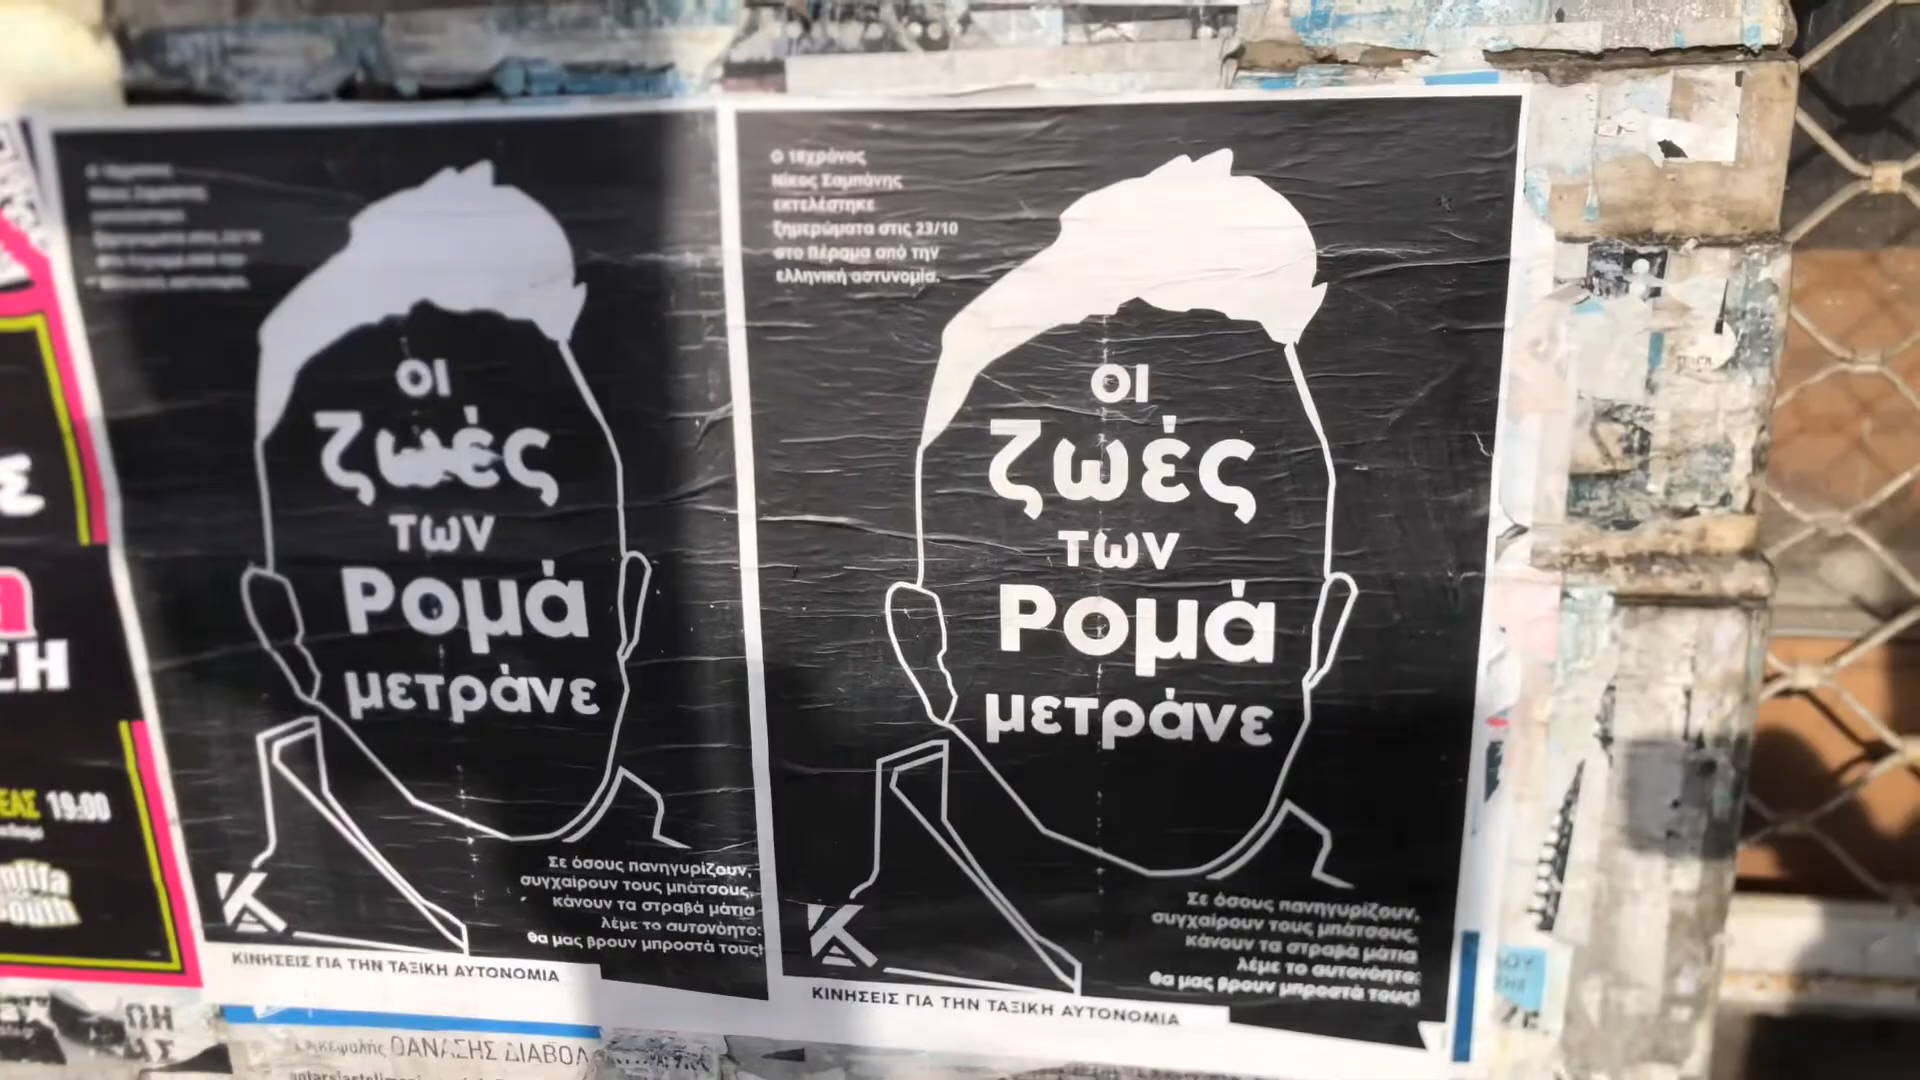 Ο 18χρόνος
Νίκος Σαμπάνης
εκτελέστηκε
ξημερώματα στις 23/10
στο Πέραμα από την
ελληνική αστυνομία.
οι
ζωές
των
Ρομά
μετράνε
Σε όσους πανηγυρίζουν,
συγχαίρουν τους μπάτσους,
κάνουν τα στραβά μάτια
λέμε το αυτονόητο:
θα μας βρουν μπροστά τους!
ΚΙΝΗΣΕΙΣ ΓΙΑ ΤΗΝ ΤΑΞΙΚΗ ΑΥΤΟΝΟΜΙΑ
οι
ζωές
των
Ρομά
μετράνε
Σε όσους πανηγυρίζουν,
συγχαίρουν τους μπάτσους,
κάνουν τα στραβά μάτια
λέμε το αυτονόητο:
θα μας βρουν μπροστά τους!
ΚΙΝΗΣΕΙΣ ΓΙΑ ΤΗΝ ΤΑΞΙΚΗ ΑΥΤΟΝΟΜΙΑ
19:00
ΘΑΝΑΣΗΣ ΔΙΑΒΟΛ